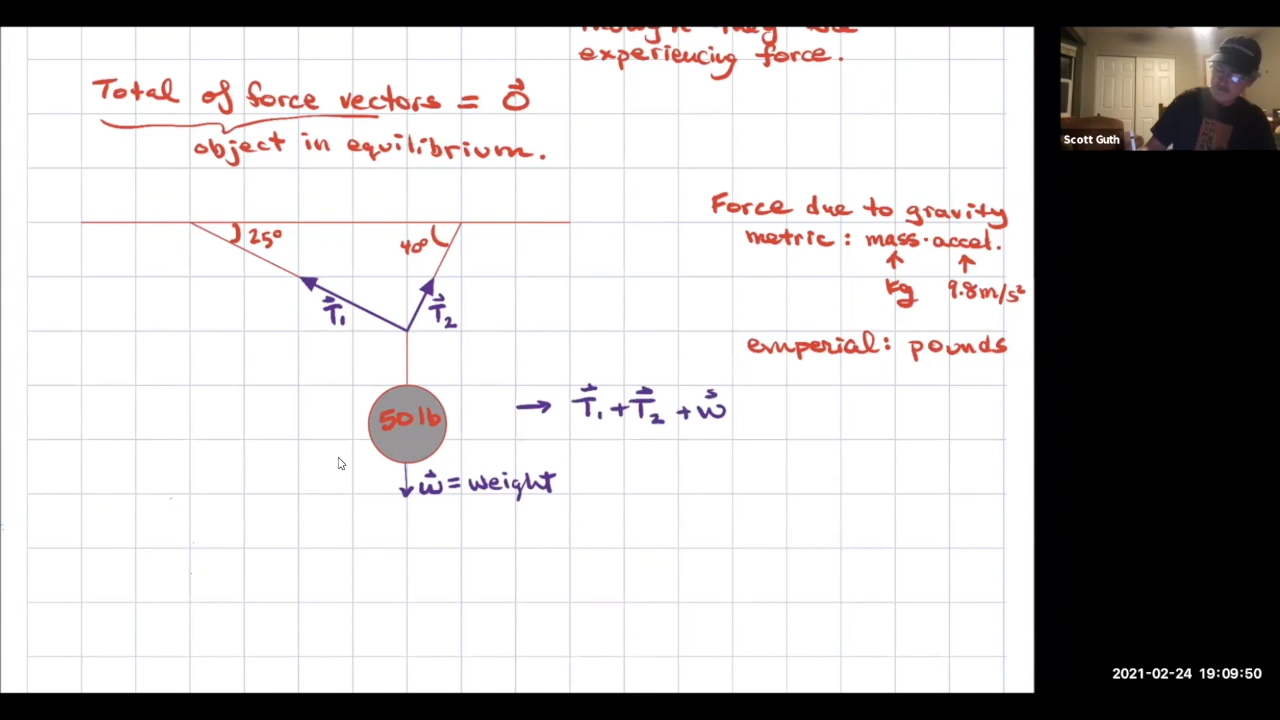 experiencing force.
Total of force vectors = 0⃗
object in equilibrium.
Scott Guth
Force due to gravity
metric: mass · accel.
kg 9.8m/s²
emperial: pounds
25° 40°
T⃗₁ T⃗₂
50 lb
→ T⃗₁ + T⃗₂ + w⃗
w⃗ = weight
2021-02-24 19:09:50